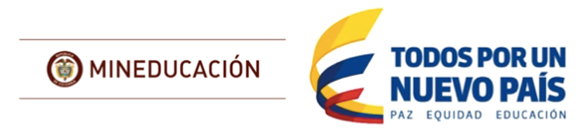 MINEDUCACIÓN
TODOS POR UN
NUEVO PAÍS
PAZ EQUIDAD EDUCACIÓN